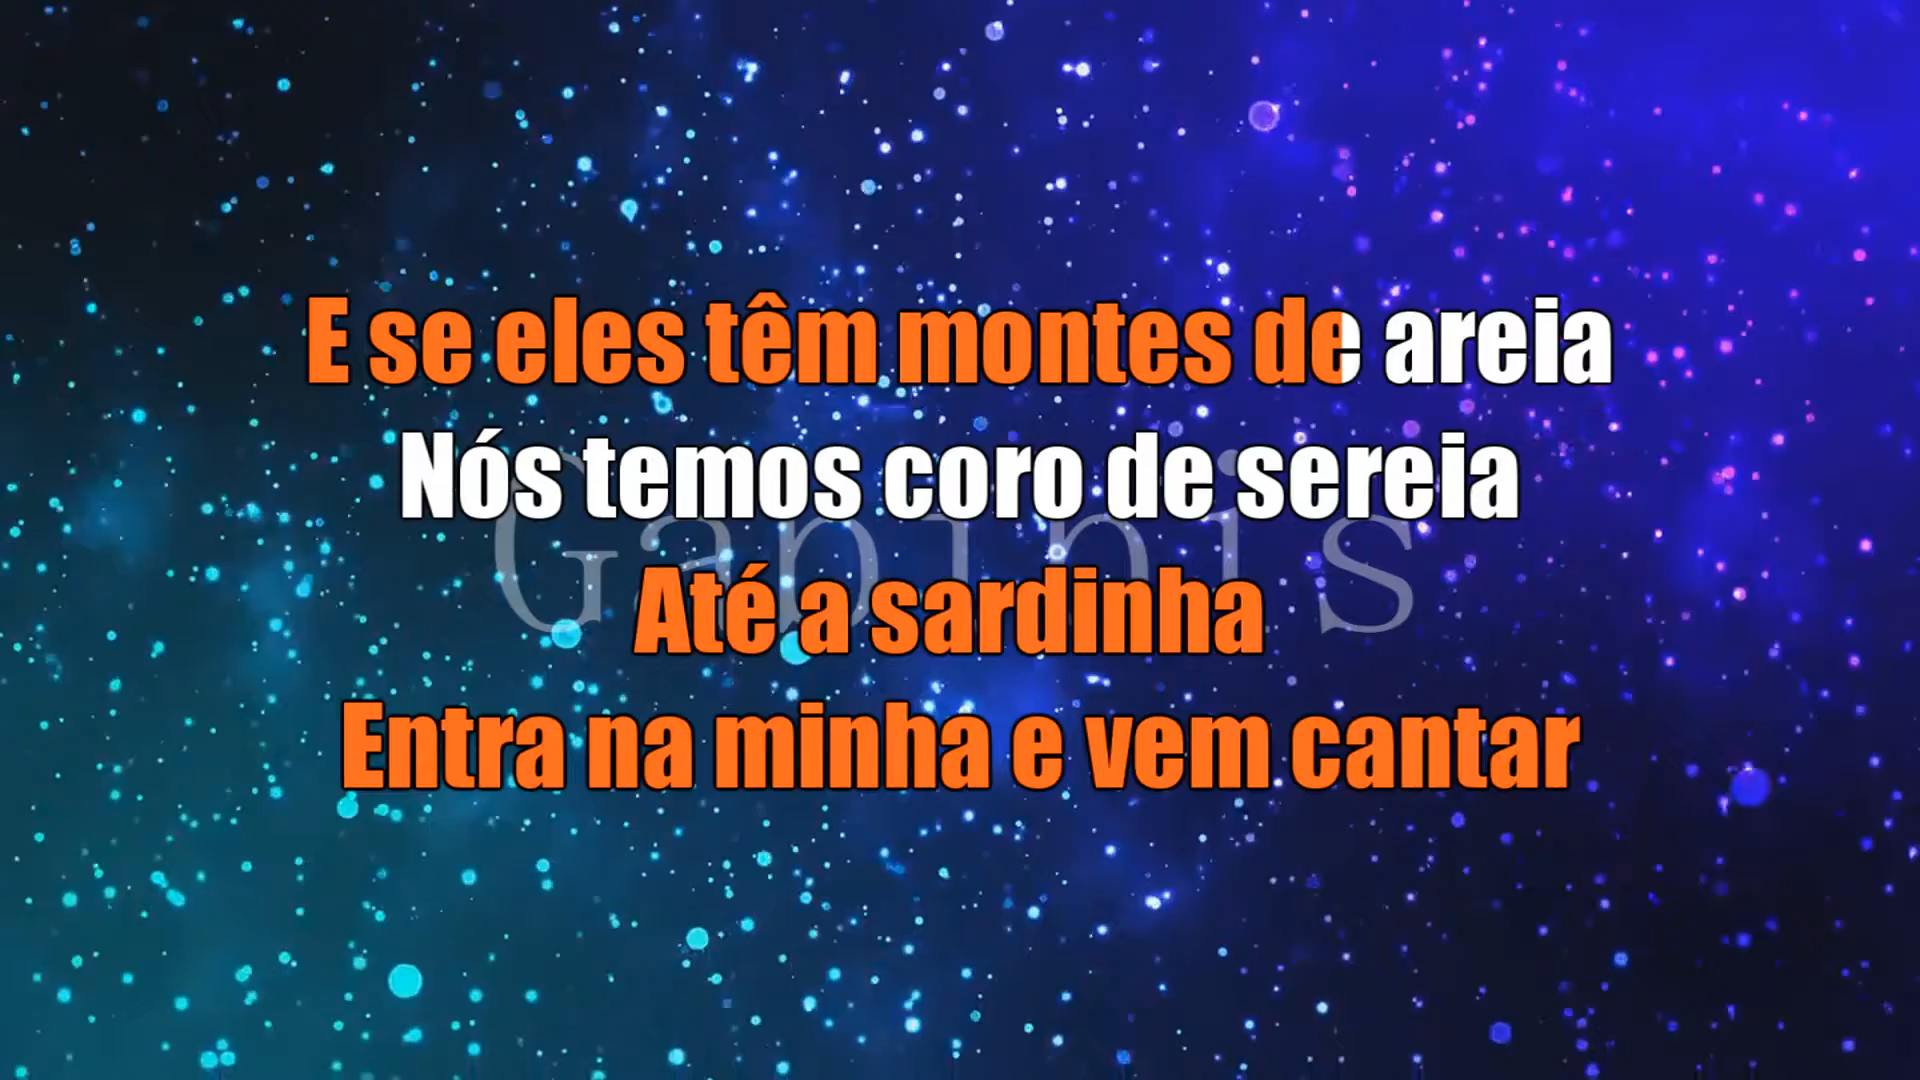 E se eles têm montes de areia
Nós temos coro de sereia
Até a sardinha
Entra na minha e vem cantar